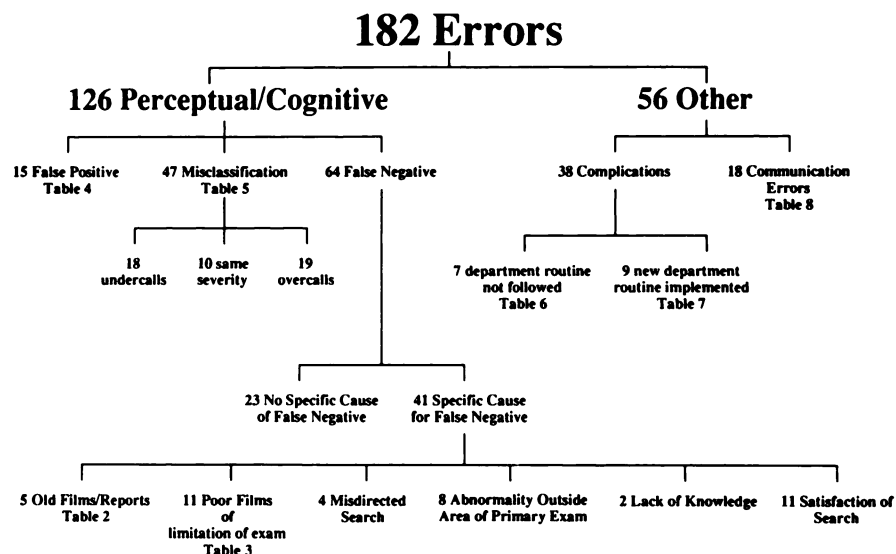 182 Errors
126 Perceptual/Cognitive
56 Other
15 False Positive
Table 4
47 Misclassification
Table 5
64 False Negative
38 Complications
18 Communication
Errors
Table 8
18
undercalls
10 same
severity
19
overcalls
7 department routine
not followed
Table 6
9 new department
routine implemented
Table 7
23 No Specific Cause
of False Negative
41 Specific Cause
for False Negative
5 Old Films/Reports
Table 2
11 Poor Films
of
limitation of exam
Table 3
4 Misdirected
Search
8 Abnormality Outside
Area of Primary Exam
2 Lack of Knowledge
11 Satisfaction of
Search